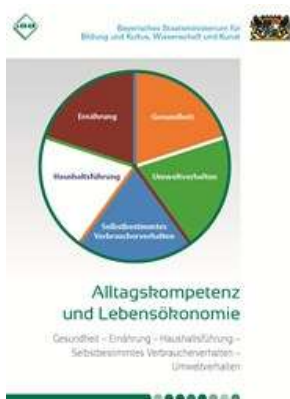 Bayerisches Staatsministerium für
Bildung und Kultus, Wissenschaft und Kunst
Ernährung
Gesundheit
Haushaltsführung
Umweltverhalten
Selbstbestimmtes
Verbraucherverhalten
Alltagskompetenz
und Lebensökonomie
Gesundheit – Ernährung – Haushaltsführung –
Selbstbestimmtes Verbraucherverhalten –
Umweltverhalten